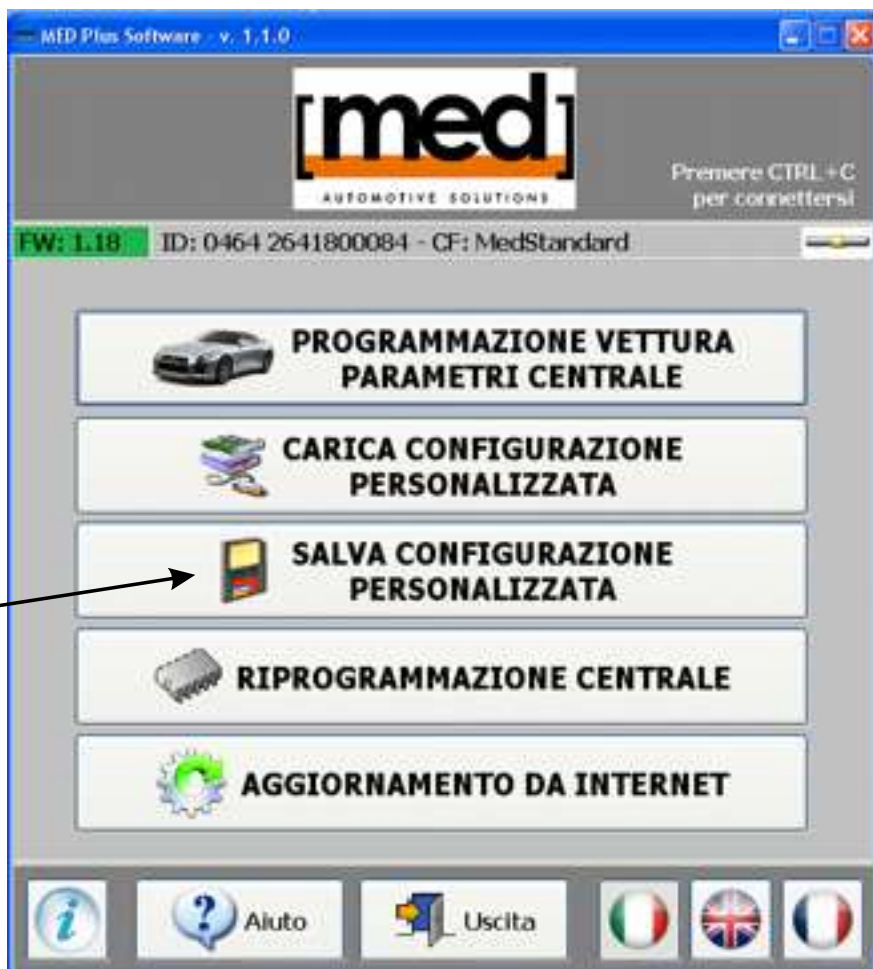 MED Plus Software - v. 1.1.0
[med]
AUTOMOTIVE SOLUTIONS
Premere CTRL+C
per connettersi
FW: 1.18 ID: 0464 2641800084 - CF: MedStandard
PROGRAMMAZIONE VETTURA
PARAMETRI CENTRALE
CARICA CONFIGURAZIONE
PERSONALIZZATA
SALVA CONFIGURAZIONE
PERSONALIZZATA
RIPROGRAMMAZIONE CENTRALE
AGGIORNAMENTO DA INTERNET
i
? Aiuto
Uscita